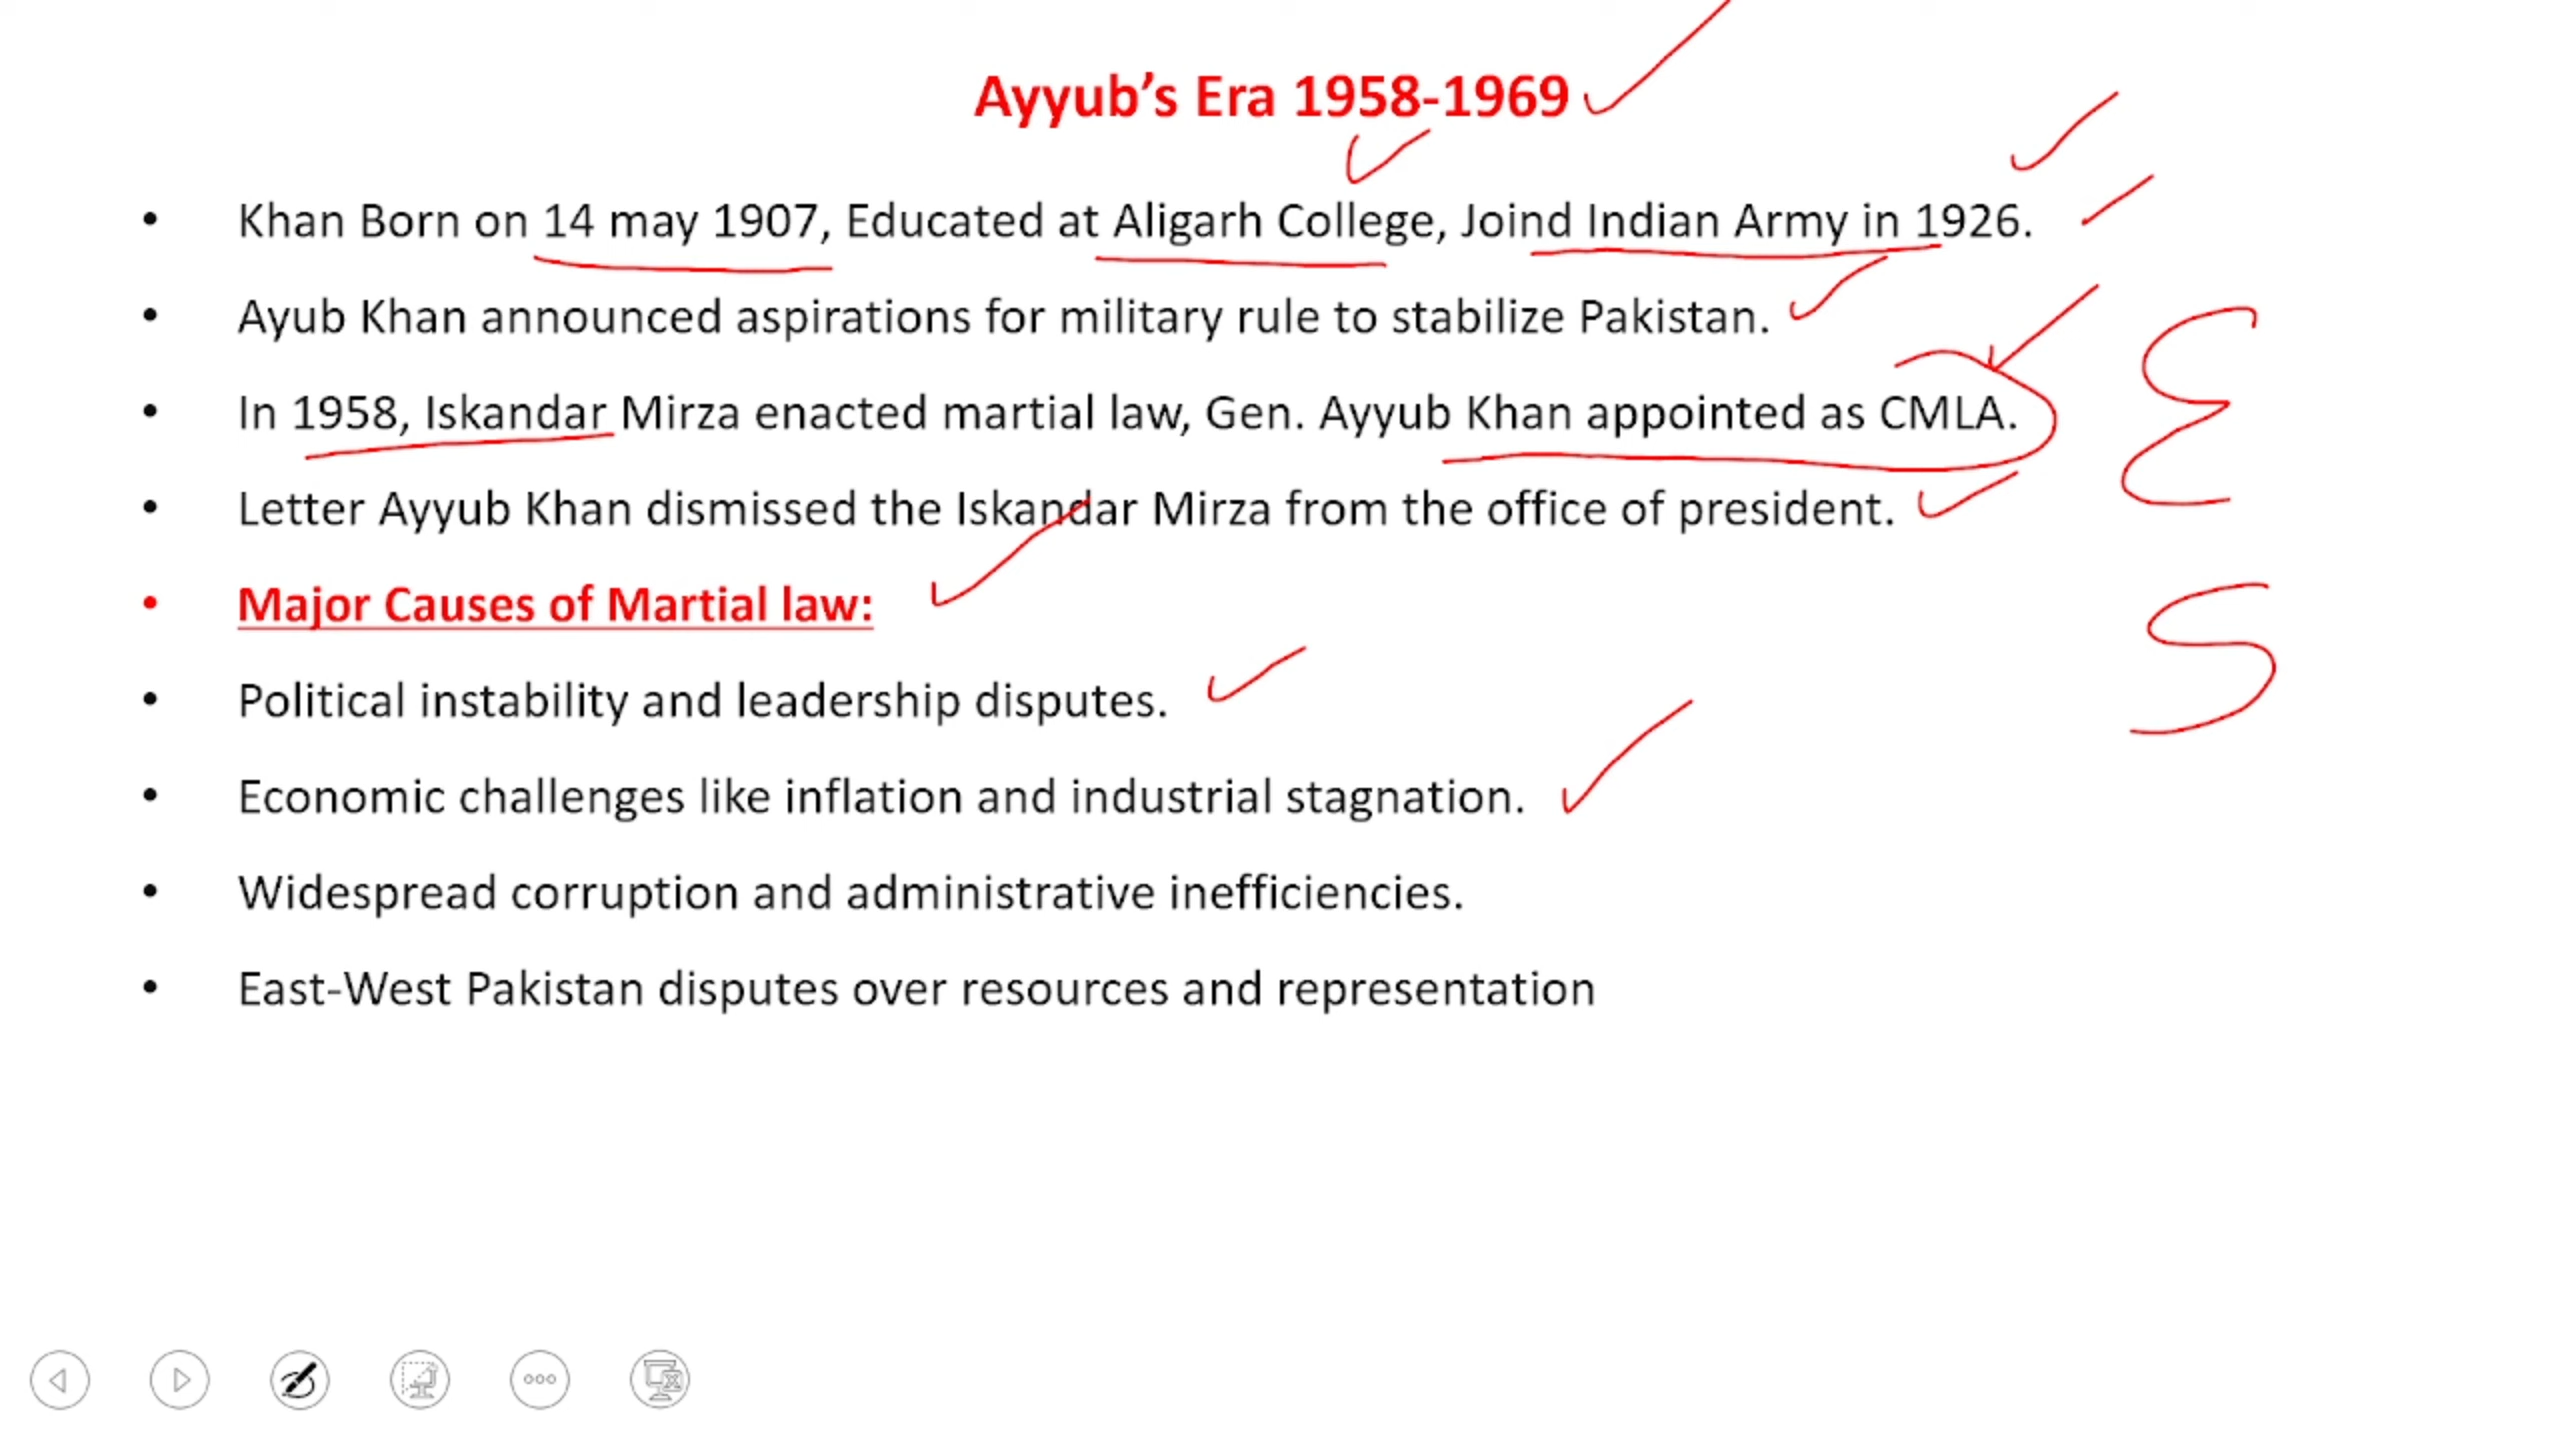 Ayyub's Era 1958-1969
• Khan Born on 14 may 1907, Educated at Aligarh College, Joind Indian Army in 1926.
• Ayub Khan announced aspirations for military rule to stabilize Pakistan.
• In 1958, Iskandar Mirza enacted martial law, Gen. Ayyub Khan appointed as CMLA.
• Letter Ayyub Khan dismissed the Iskandar Mirza from the office of president.
• Major Causes of Martial law:
• Political instability and leadership disputes.
• Economic challenges like inflation and industrial stagnation.
• Widespread corruption and administrative inefficiencies.
• East-West Pakistan disputes over resources and representation